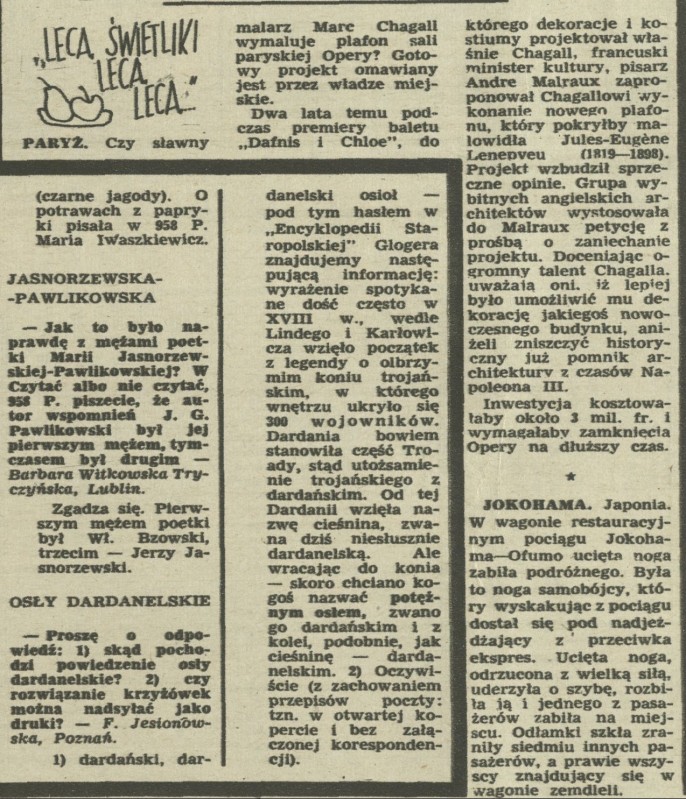 „LECĄ, ŚWIETLIKI
LECĄ,
LECĄ..."
PARYŻ. Czy sławny
malarz Marc Chagall
wymaluje plafon sali
paryskiej Opery? Goto-
wy projekt omawiany
jest przez władze miej-
skie.
Dwa lata temu pod-
czas premiery baletu
„Dafnis i Chloe", do
którego dekoracje i ko-
stiumy projektował wła-
śnie Chagall, francuski
minister kultury, pisarz
Andre Malraux zapro-
ponował Chagallowi wy-
konanie nowego plafo-
nu, który pokryłby ma-
lowidła Jules-Eugène
Lenepveu (1819—1898).
Projekt wzbudził sprze-
czne opinie. Grupa wy-
bitnych angielskich ar-
chitektów wystosowała
do Malraux petycję z
prośbą o zaniechanie
projektu. Doceniając o-
gromny talent Chagalla,
uważają oni, iż lepiej
było umożliwić mu de-
korację jakiegoś nowo-
czesnego budynku, ani-
żeli zniszczyć history-
czny już pomnik ar-
chitektury z czasów Na-
poleona III.
Inwestycja kosztowa-
łaby około 3 mil. fr. i
wymagałaby zamknięcia
Opery na dłuższy czas.
★
JOKOHAMA. Japonia.
W wagonie restauracyj-
nym pociągu Jokoha-
ma—Ofumo ucięta noga
zabiła podróżnego. Była
to noga samobójcy, któ-
ry wyskakując z pociągu
dostał się pod nadjeż-
dżający z przeciwka
ekspres. Ucięta noga,
odrzucona z wielką siłą,
uderzyła o szybę, rozbi-
ła ją i jednego z pasa-
żerów zabiła na miej-
scu. Odłamki szkła zra-
niły siedmiu innych pa-
sażerów, a prawie wszy-
scy znajdujący się w
wagonie zemdleli.
(czarne jagody). O
potrawach z papry-
ki pisała w 958 P.
Maria Iwaszkiewicz.
JASNORZEWSKA-
-PAWLIKOWSKA
— Jak to było na-
prawdę z mężami poet-
ki Marii Jasnorzew-
skiej-Pawlikowskiej? W
Czytać albo nie czytać,
958 P. piszecie, że au-
tor wspomnień J. G.
Pawlikowski był jej
pierwszym mężem, tym-
czasem był drugim —
Barbara Witkowska Try-
czyńska, Lublin.
Zgadza się. Pierw-
szym mężem poetki
był Wł. Bzowski,
trzecim — Jerzy Ja-
snorzewski.
OSŁY DARDANELSKIE
— Proszę o odpo-
wiedź: 1) skąd pocho-
dzi powiedzenie osły
dardanelskie? 2) czy
rozwiązanie krzyżówek
można nadsyłać jako
druki? — F. Jesionow-
ska, Poznań.
1) dardański, dar-
danelski osioł —
pod tym hasłem w
„Encyklopedii Sta-
ropolskiej" Glogera
znajdujemy nastę-
pującą informację:
wyrażenie spotyka-
ne dość często w
XVIII w., wedle
Lindego i Karłowi-
cza wzięło początek
z legendy o olbrzy-
mim koniu trojań-
skim, w którego
wnętrzu ukryło się
300 wojowników.
Dardania bowiem
stanowiła część Tro-
ady, stąd utożsamie-
nie trojańskiego z
dardańskim. Od tej
Dardanii wzięła na-
zwę cieśnina, zwa-
na dziś niesłusznie
dardanelską. Ale
wracając do konia
— skoro chciano ko-
goś nazwać potęż-
nym osłem, zwano
go dardańskim i z
kolei, podobnie, jak
cieśninę — darda-
nelskim. 2) Oczywi-
ście (z zachowaniem
przepisów poczty:
tzn. w otwartej ko-
percie i bez załą-
czonej koresponden-
cji).